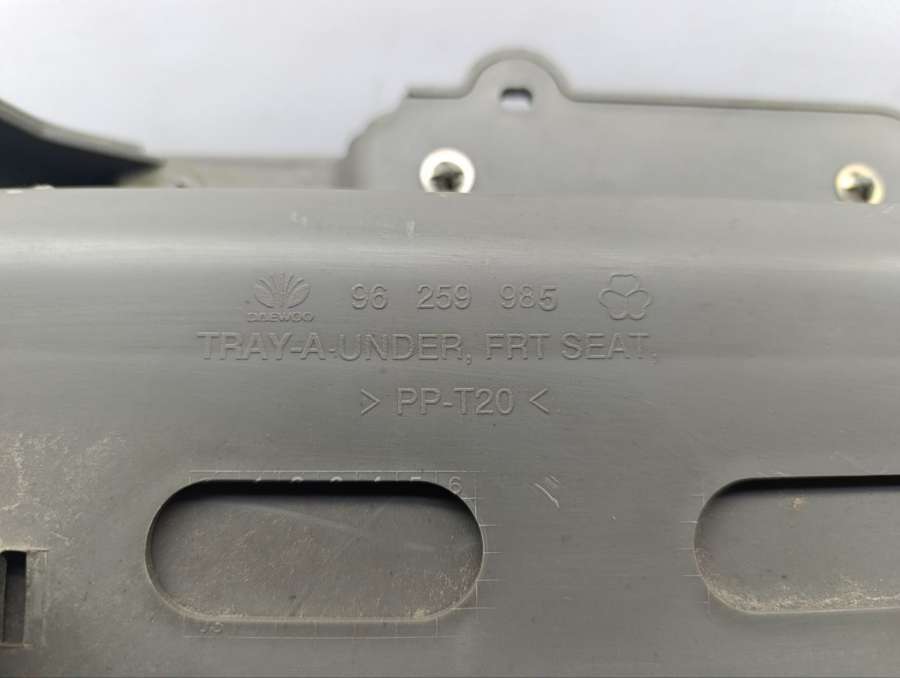 DAEWOO 96 259 985
TRAY-A-UNDER, FRT SEAT,
> PP-T20 <